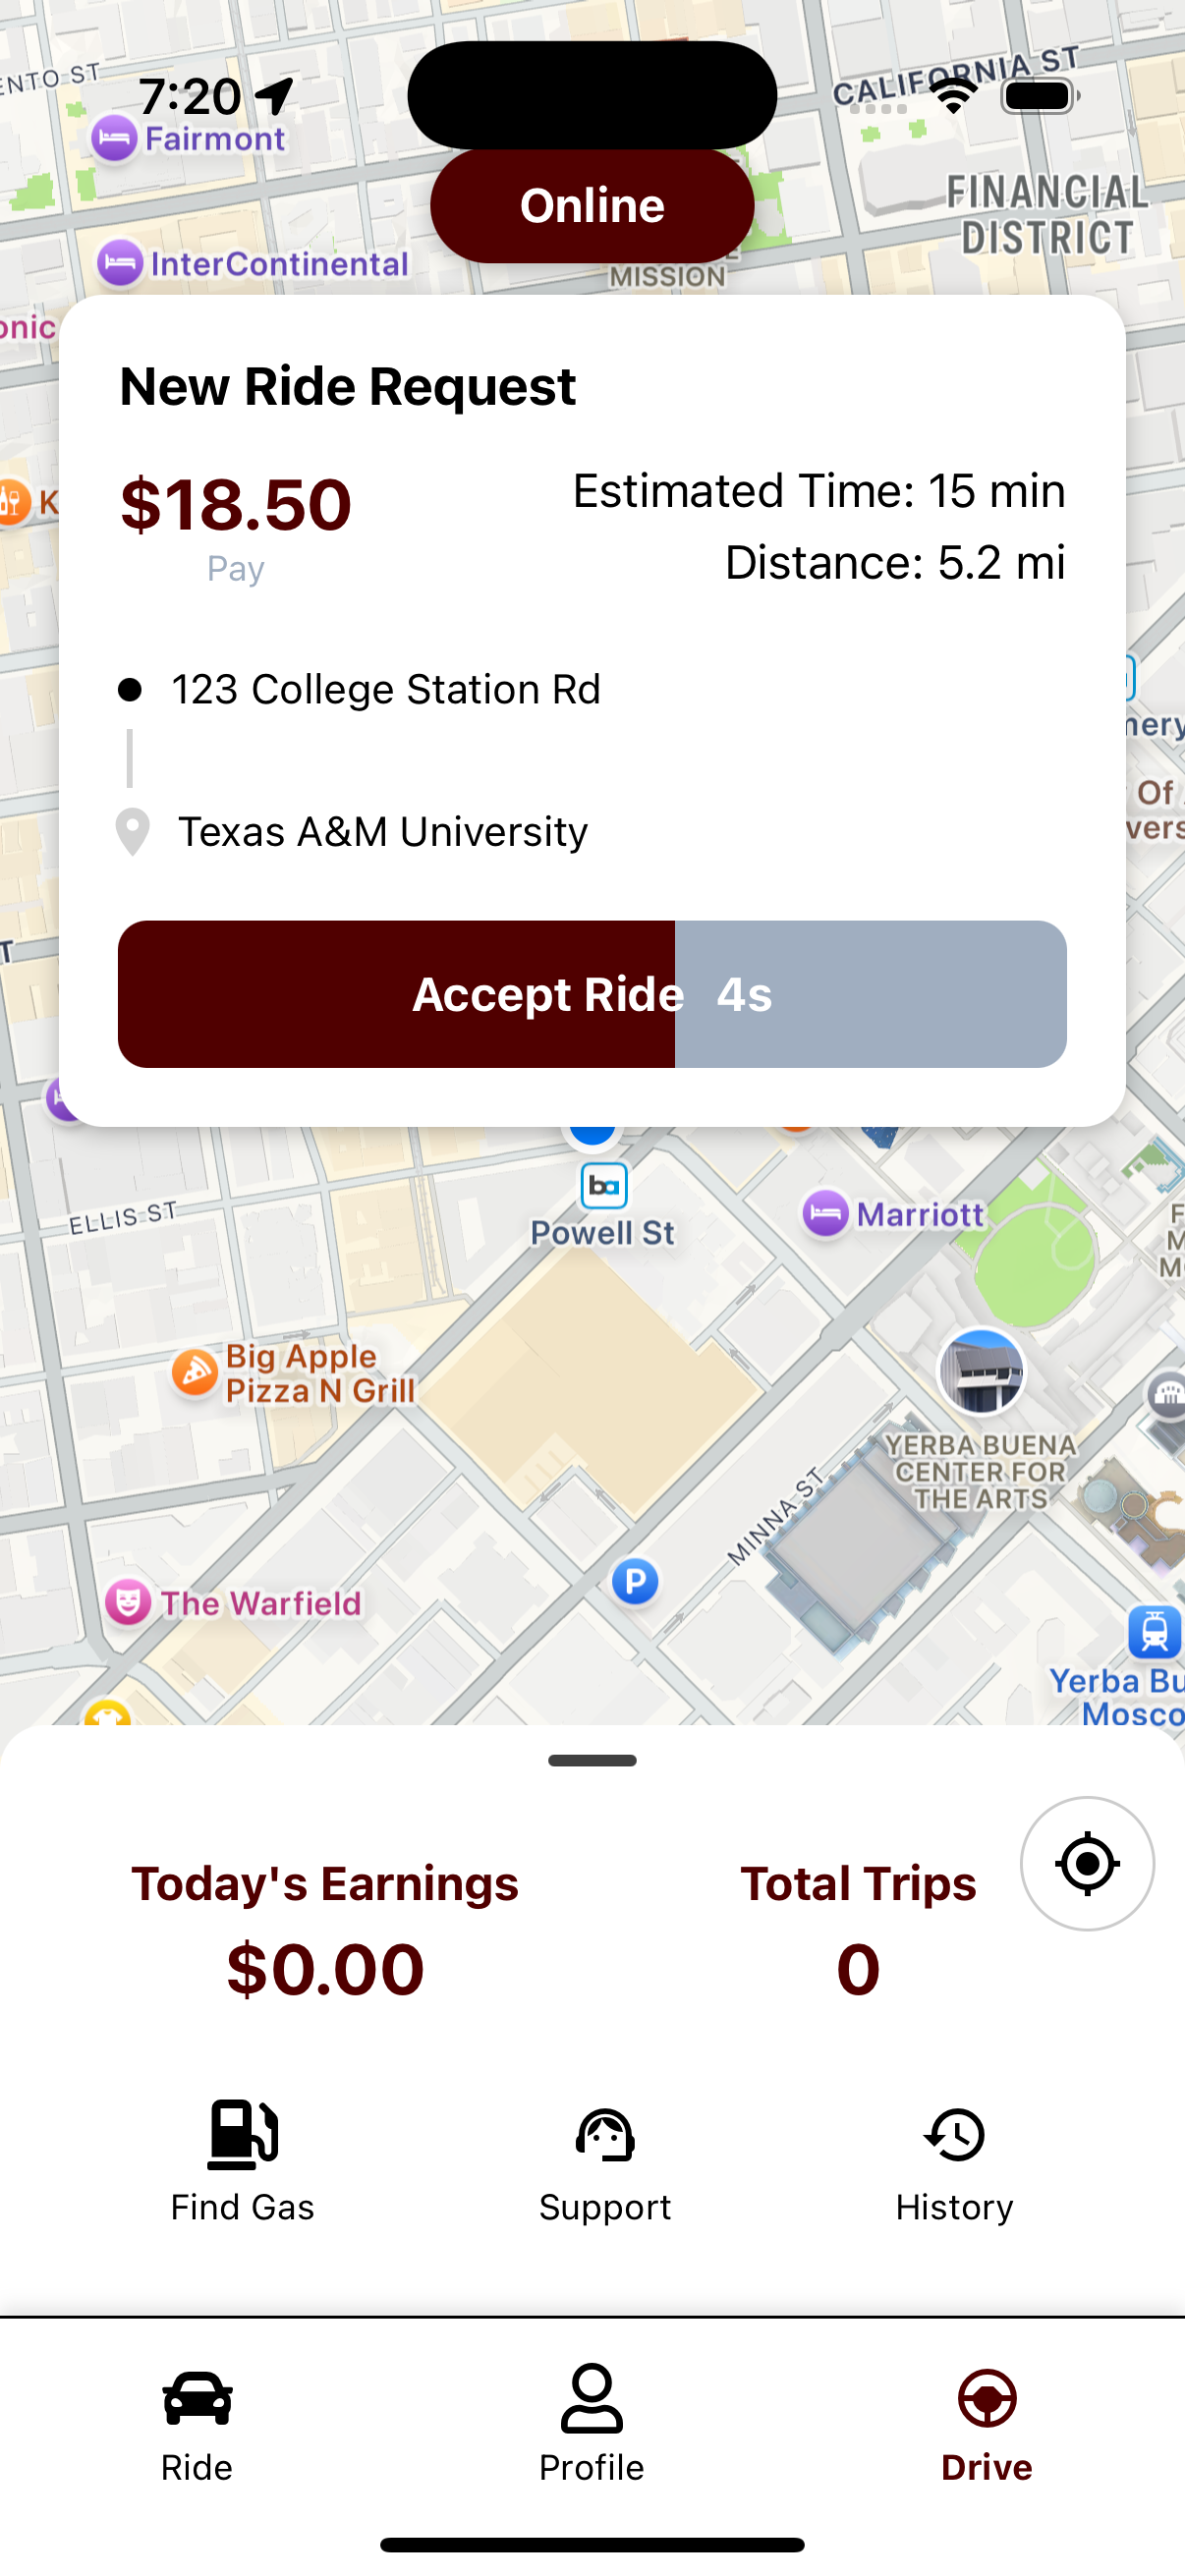 ENTO ST
7:20
CALIFORNIA ST
Fairmont
Online
FINANCIAL
DISTRICT
InterContinental
MISSION
onic
New Ride Request
$18.50
Estimated Time: 15 min
Pay
Distance: 5.2 mi
K
123 College Station Rd
mery
Of
vers
Texas A&M University
T
Accept Ride 4s
ba
Powell St
Marriott
ELLIS ST
F
M
M
Big Apple
Pizza N Grill
YERBA BUENA
CENTER FOR
THE ARTS
MINNA ST
P
The Warfield
Yerba Bu
Mosco
Today's Earnings
Total Trips
$0.00
0
Find Gas
Support
History
Ride
Profile
Drive